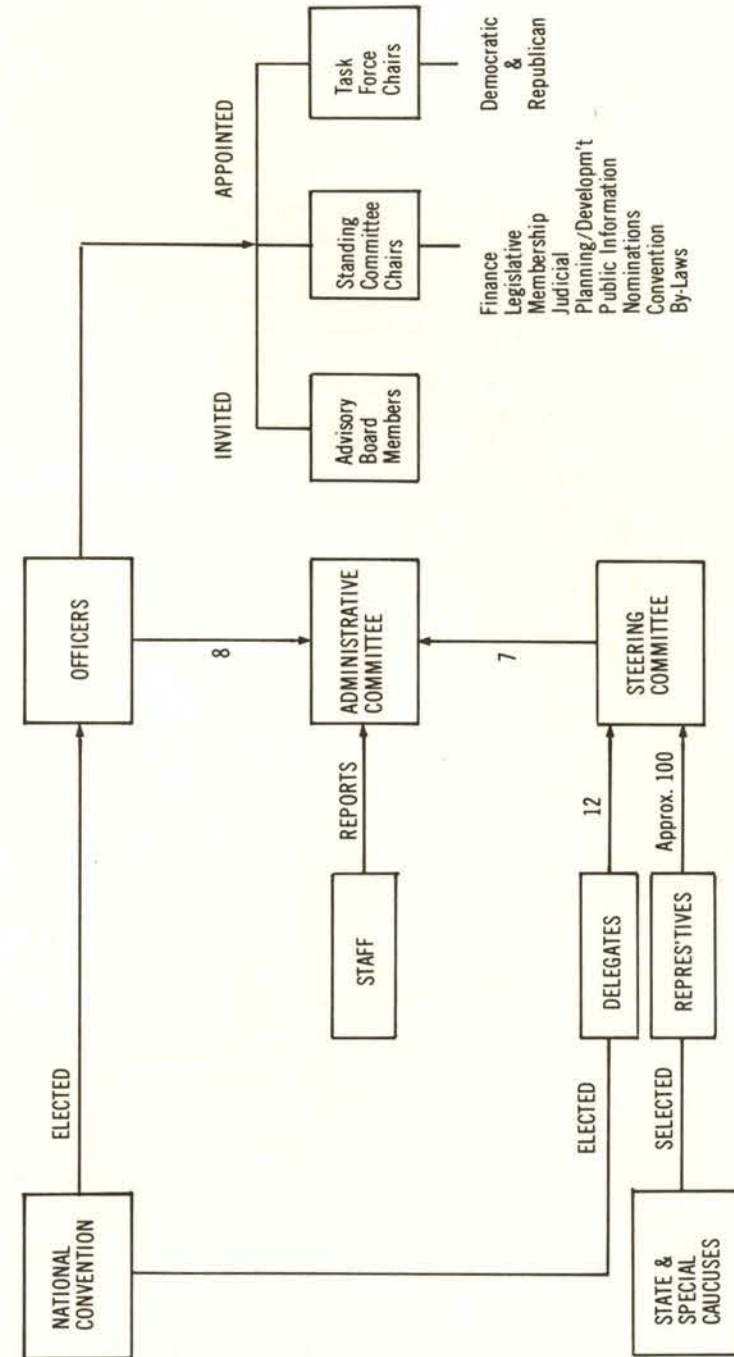 NATIONAL
CONVENTION
ELECTED
OFFICERS
8
INVITED
APPOINTED
Advisory
Board
Members
Standing
Committee
Chairs
Task
Force
Chairs
Finance
Legislative
Membership
Judicial
Planning/Developm't
Public Information
Nominations
Convention
By-Laws
Democratic
&
Republican
STAFF
REPORTS
ADMINISTRATIVE
COMMITTEE
7
ELECTED
DELEGATES
12
STEERING
COMMITTEE
STATE &
SPECIAL
CAUCUSES
SELECTED
REPRES'TIVES
Approx. 100